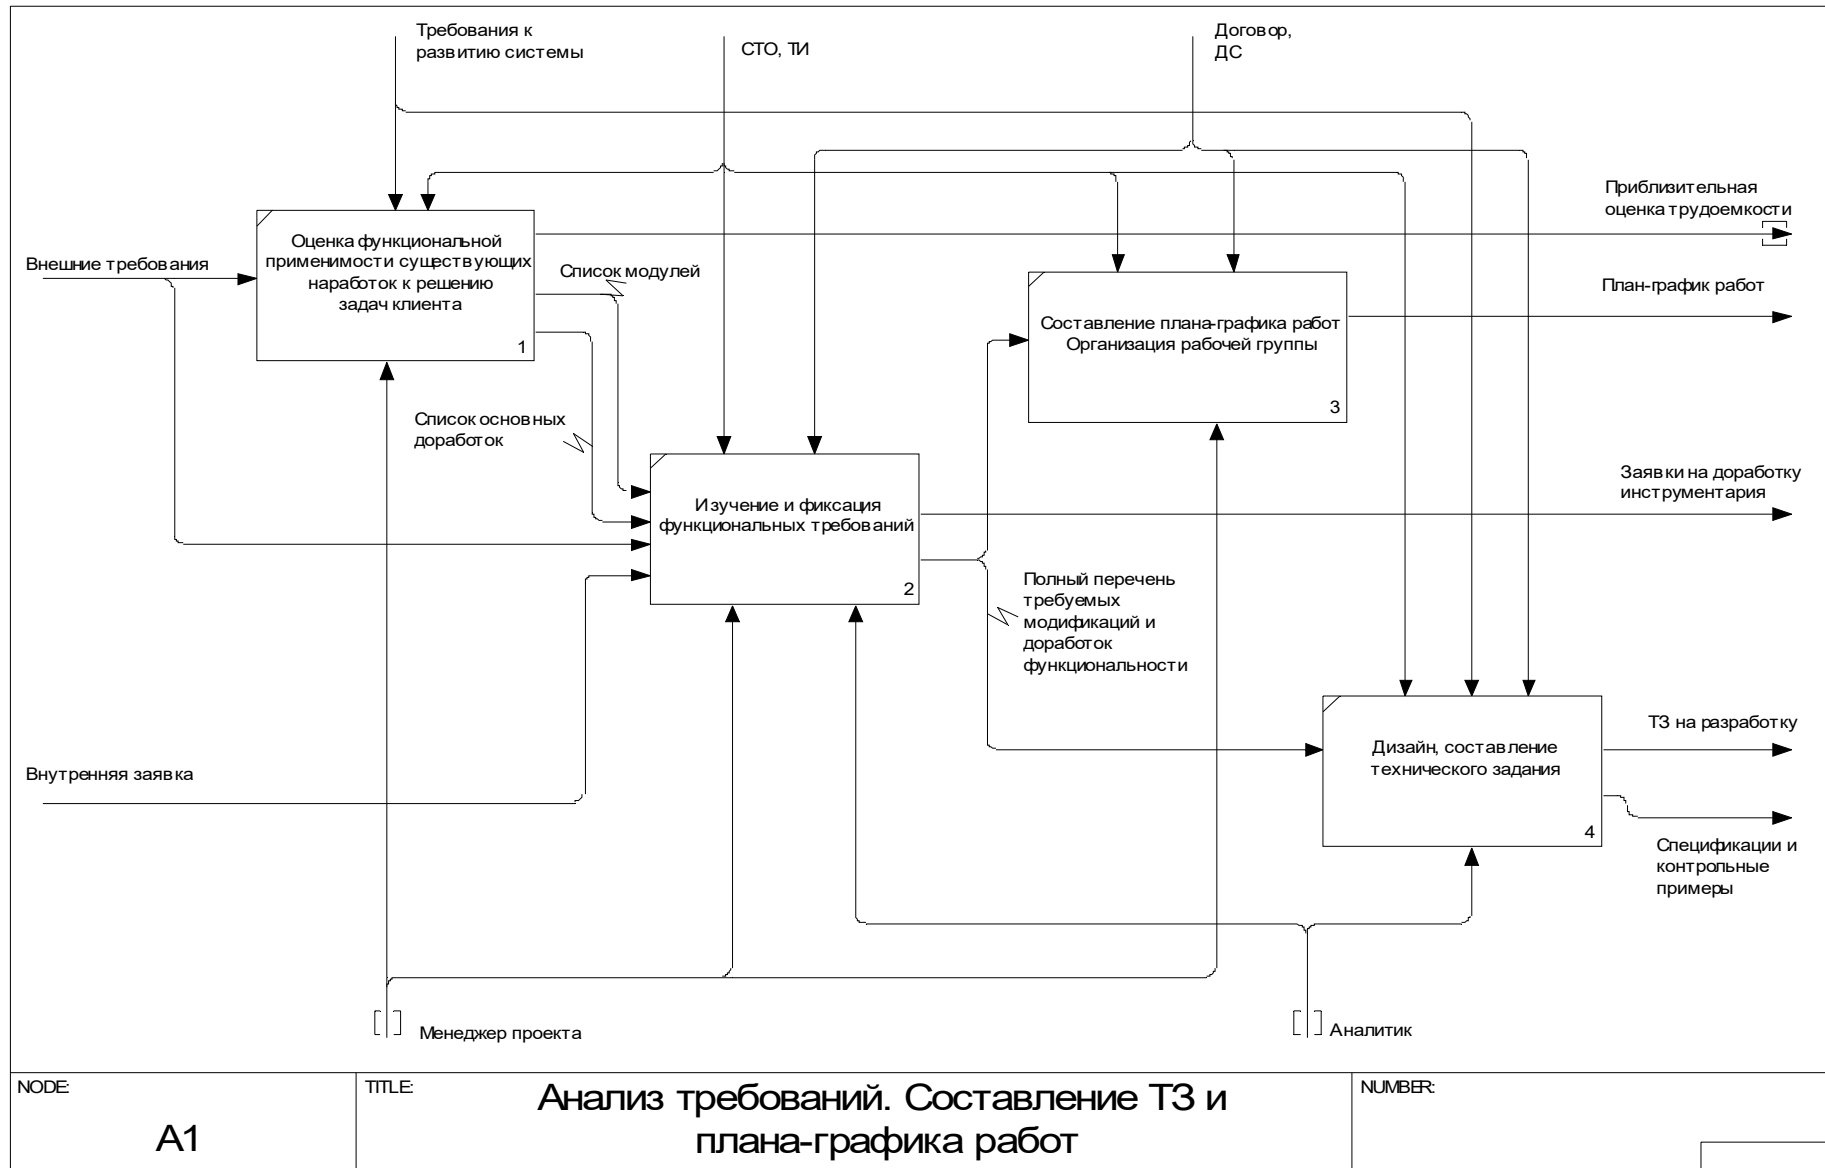 Требования к
развитию системы
СТО, ТИ
Договор,
ДС
Приблизительная
оценка трудоемкости
Внешние требования
Оценка функциональной
применимости существующих
наработок к решению
задач клиента
1
Список модулей
План-график работ
Составление плана-графика работ
Организация рабочей группы
3
Список основных
доработок
Изучение и фиксация
функциональных требований
2
Заявки на доработку
инструментария
Полный перечень
требуемых
модификаций и
доработок
функциональности
Внутренняя заявка
Дизайн, составление
технического задания
4
ТЗ на разработку
Спецификации и
контрольные
примеры
Менеджер проекта
Аналитик
NODE:
A1
TITLE:
Анализ требований. Составление ТЗ и
плана-графика работ
NUMBER: